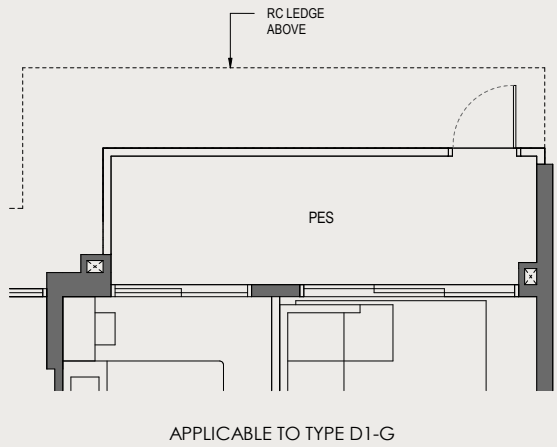 RC LEDGE
ABOVE
PES
APPLICABLE TO TYPE D1-G